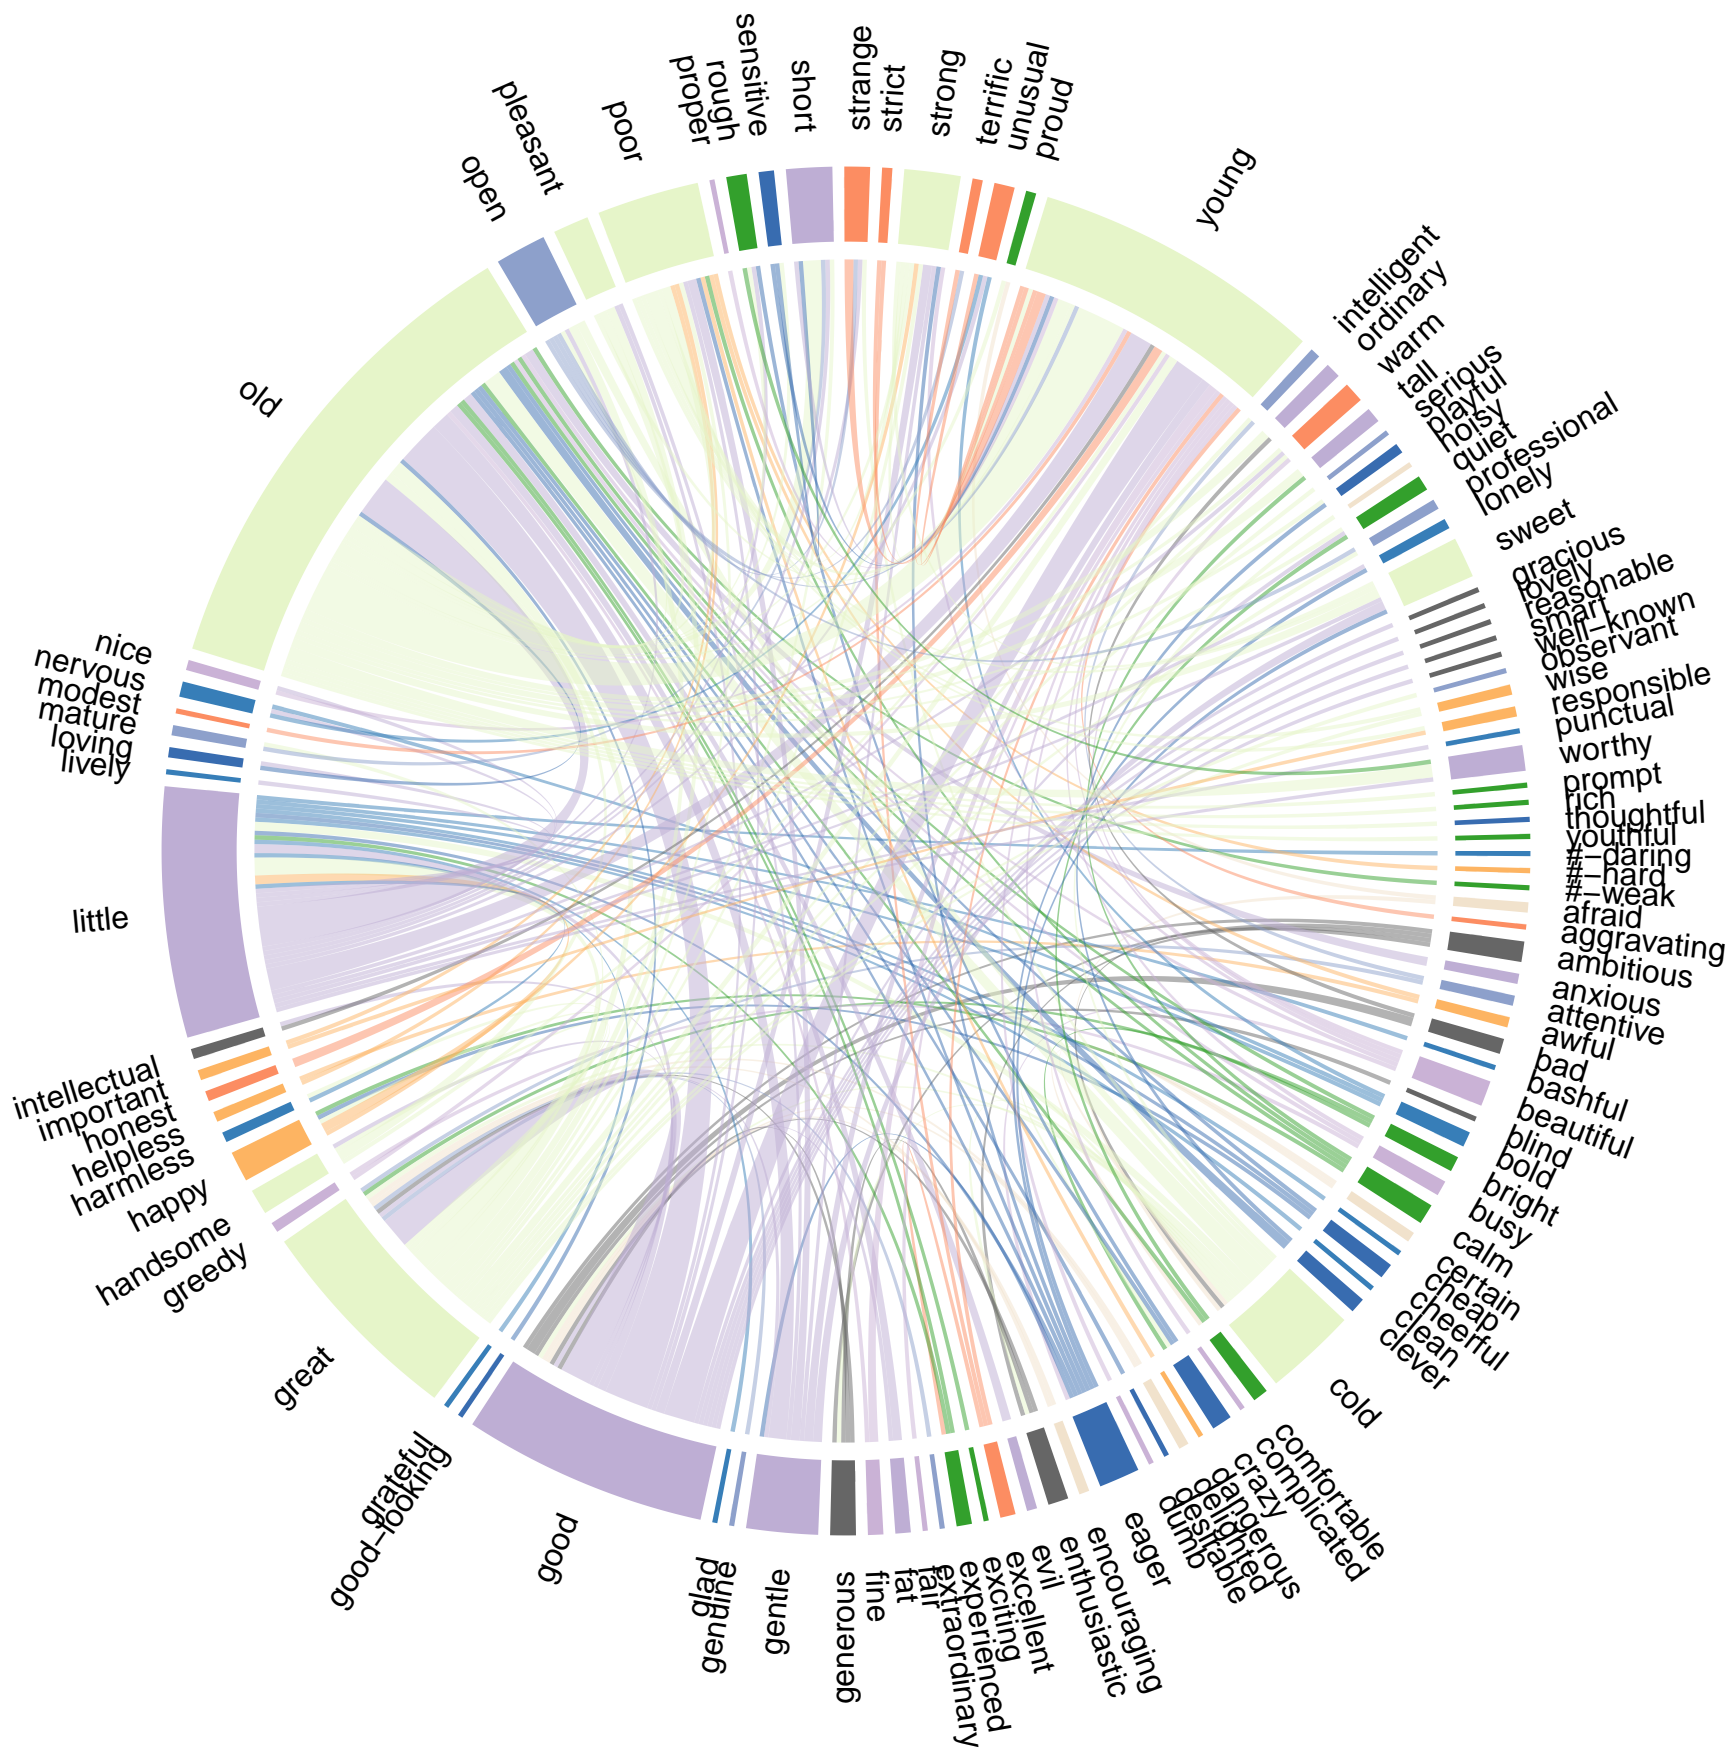 strange
strict
strong
terrific
unusual
proud
young
intelligent
ordinary
warm
tall
serious
playful
noisy
quiet
professional
lonely
sweet
gracious
lovely
reasonable
smart
well-known
observant
wise
responsible
punctual
worthy
prompt
rich
thoughtful
youthful
#-daring
#-hard
#-weak
afraid
aggravating
ambitious
anxious
attentive
awful
bad
bashful
beautiful
blind
bold
bright
busy
calm
certain
cheap
cheerful
clean
clever
cold
comfortable
complicated
crazy
dangerous
delighted
desirable
dumb
eager
encouraging
enthusiastic
evil
excellent
exciting
experienced
extraordinary
fair
fat
fine
generous
gentle
genuine
glad
good
good-looking
grateful
great
greedy
handsome
happy
harmless
helpless
honest
important
intellectual
little
lively
loving
mature
modest
nervous
nice
old
open
pleasant
poor
proper
rough
sensitive
short